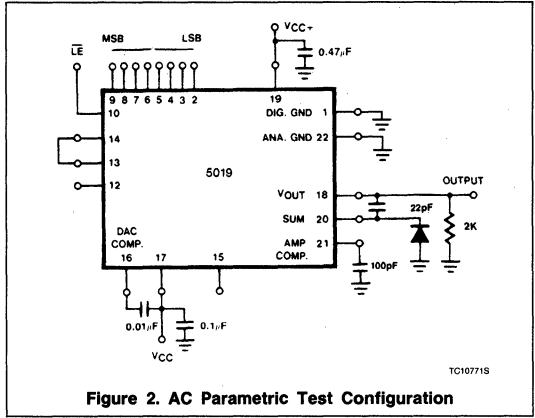 VCC+
MSB LSB
LE
0.47µF
9 8 7 6 5 4 3 2
19
10
DIG. GND 1
14
ANA. GND 22
13
5019
12
VOUT 18
OUTPUT
22pF
SUM 20
2K
DAC COMP.
AMP COMP. 21
16 17 15
100pF
0.01µF
0.1µF
VCC
TC10771S
Figure 2. AC Parametric Test Configuration